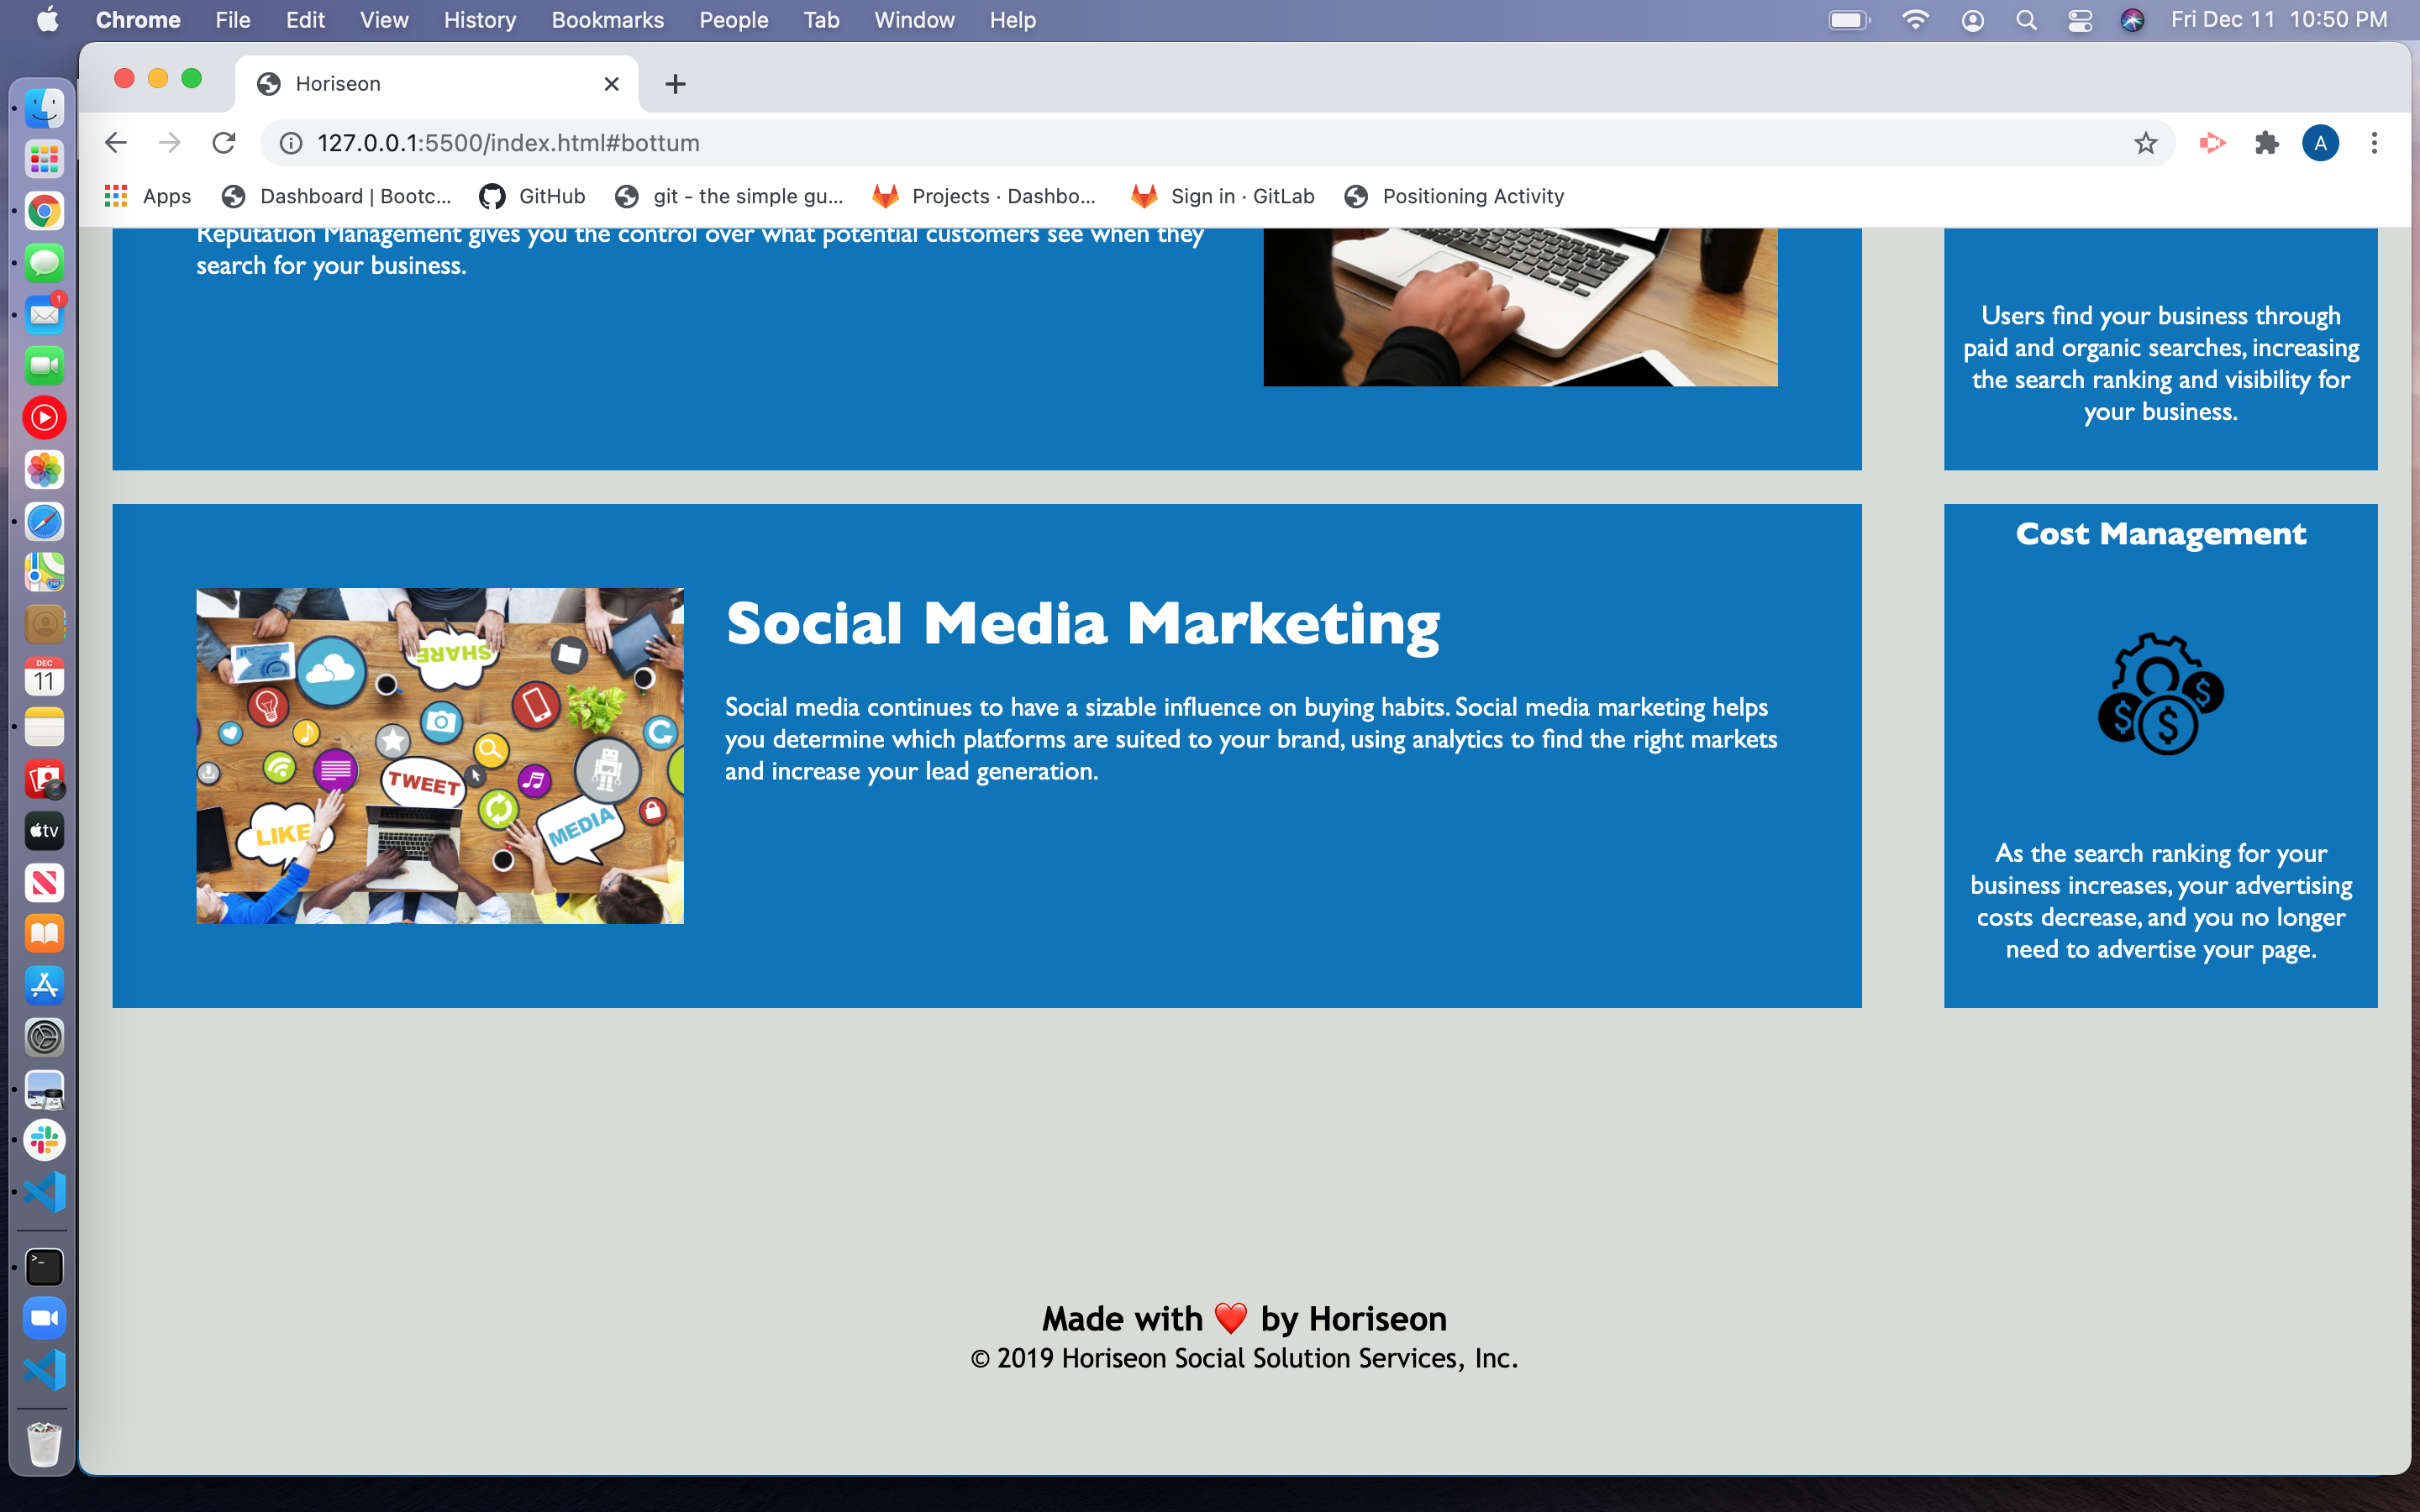 Chrome File Edit View History Bookmarks People Tab Window Help Fri Dec 11 10:50 PM
Horiseon
127.0.0.1:5500/index.html#bottum
A
Apps Dashboard | Bootc... GitHub git - the simple gu... Projects · Dashbo... Sign in · GitLab Positioning Activity
1
DEC
11
tv
Reputation Management gives you the control over what potential customers see when they
search for your business.
Users find your business through
paid and organic searches, increasing
the search ranking and visibility for
your business.
SHARE
TWEET
LIKE
MEDIA
Social Media Marketing
Social media continues to have a sizable influence on buying habits. Social media marketing helps
you determine which platforms are suited to your brand, using analytics to find the right markets
and increase your lead generation.
Cost Management
$
$
$
As the search ranking for your
business increases, your advertising
costs decrease, and you no longer
need to advertise your page.
Made with ❤️ by Horiseon
© 2019 Horiseon Social Solution Services, Inc.